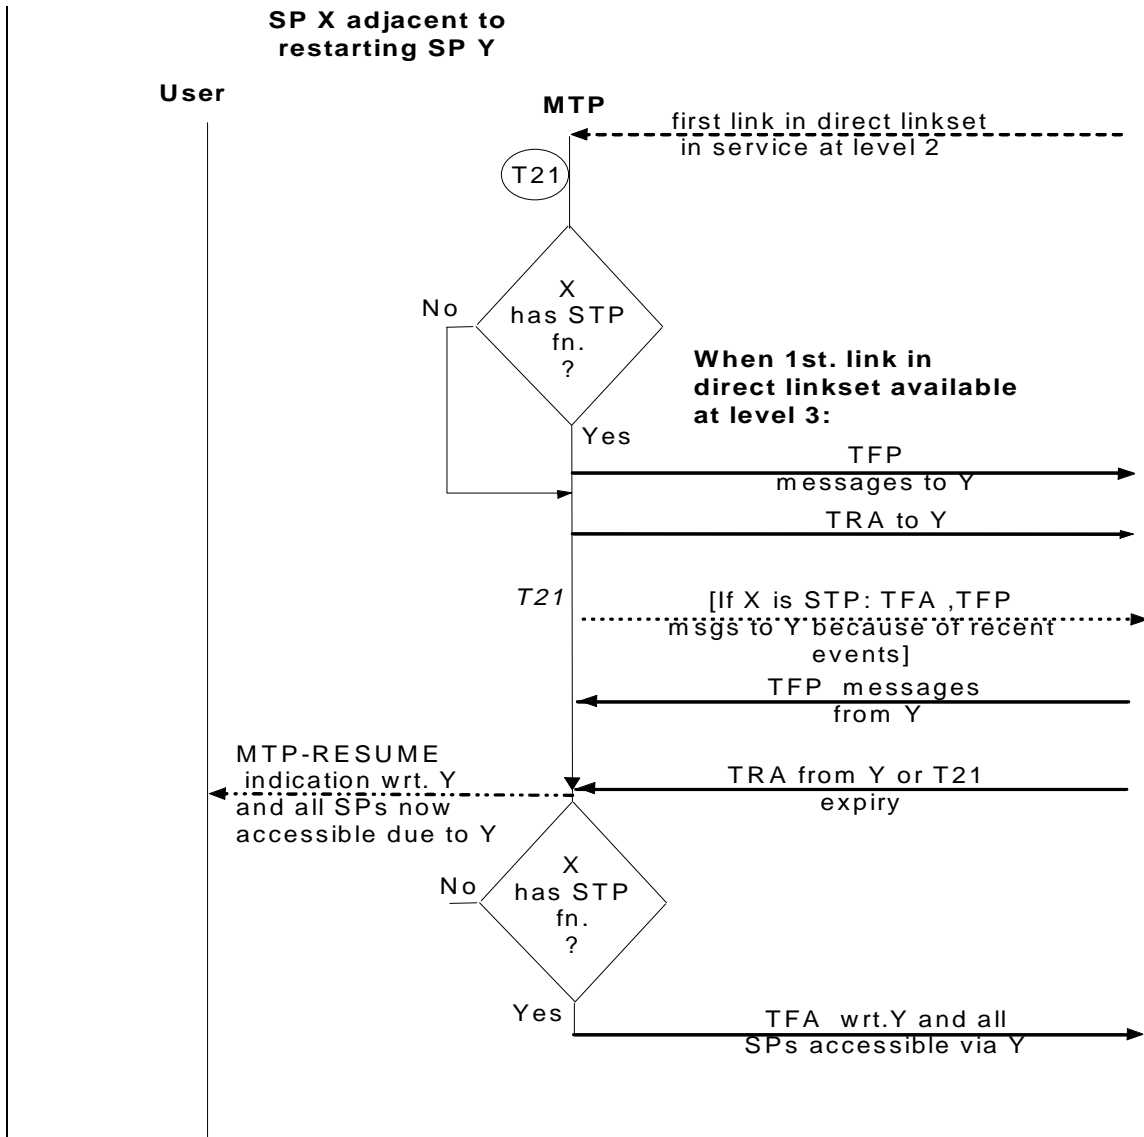 SP X adjacent to
restarting SP Y
User
MTP
first link in direct linkset
in service at level 2
T21
X
has STP
fn.
?
No
When 1st. link in
direct linkset available
at level 3:
Yes
TFP
messages to Y
TRA to Y
T21
[If X is STP: TFA ,TFP
msgs to Y because of recent
events]
TFP messages
from Y
MTP-RESUME
indication wrt. Y
and all SPs now
accessible due to Y
TRA from Y or T21
expiry
X
has STP
fn.
?
No
Yes
TFA wrt.Y and all
SPs accessible via Y